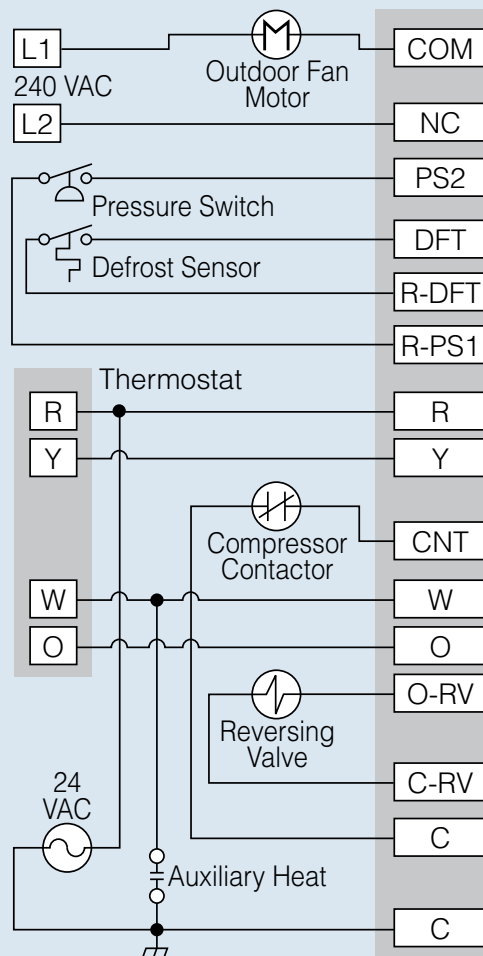 L1
240 VAC
L2
Outdoor Fan
Motor
COM
NC
PS2
Pressure Switch
DFT
Defrost Sensor
R-DFT
R-PS1
Thermostat
R
R
Y
Y
Compressor
Contactor
CNT
W
W
O
O
O-RV
Reversing
Valve
C-RV
24
VAC
C
Auxiliary Heat
C